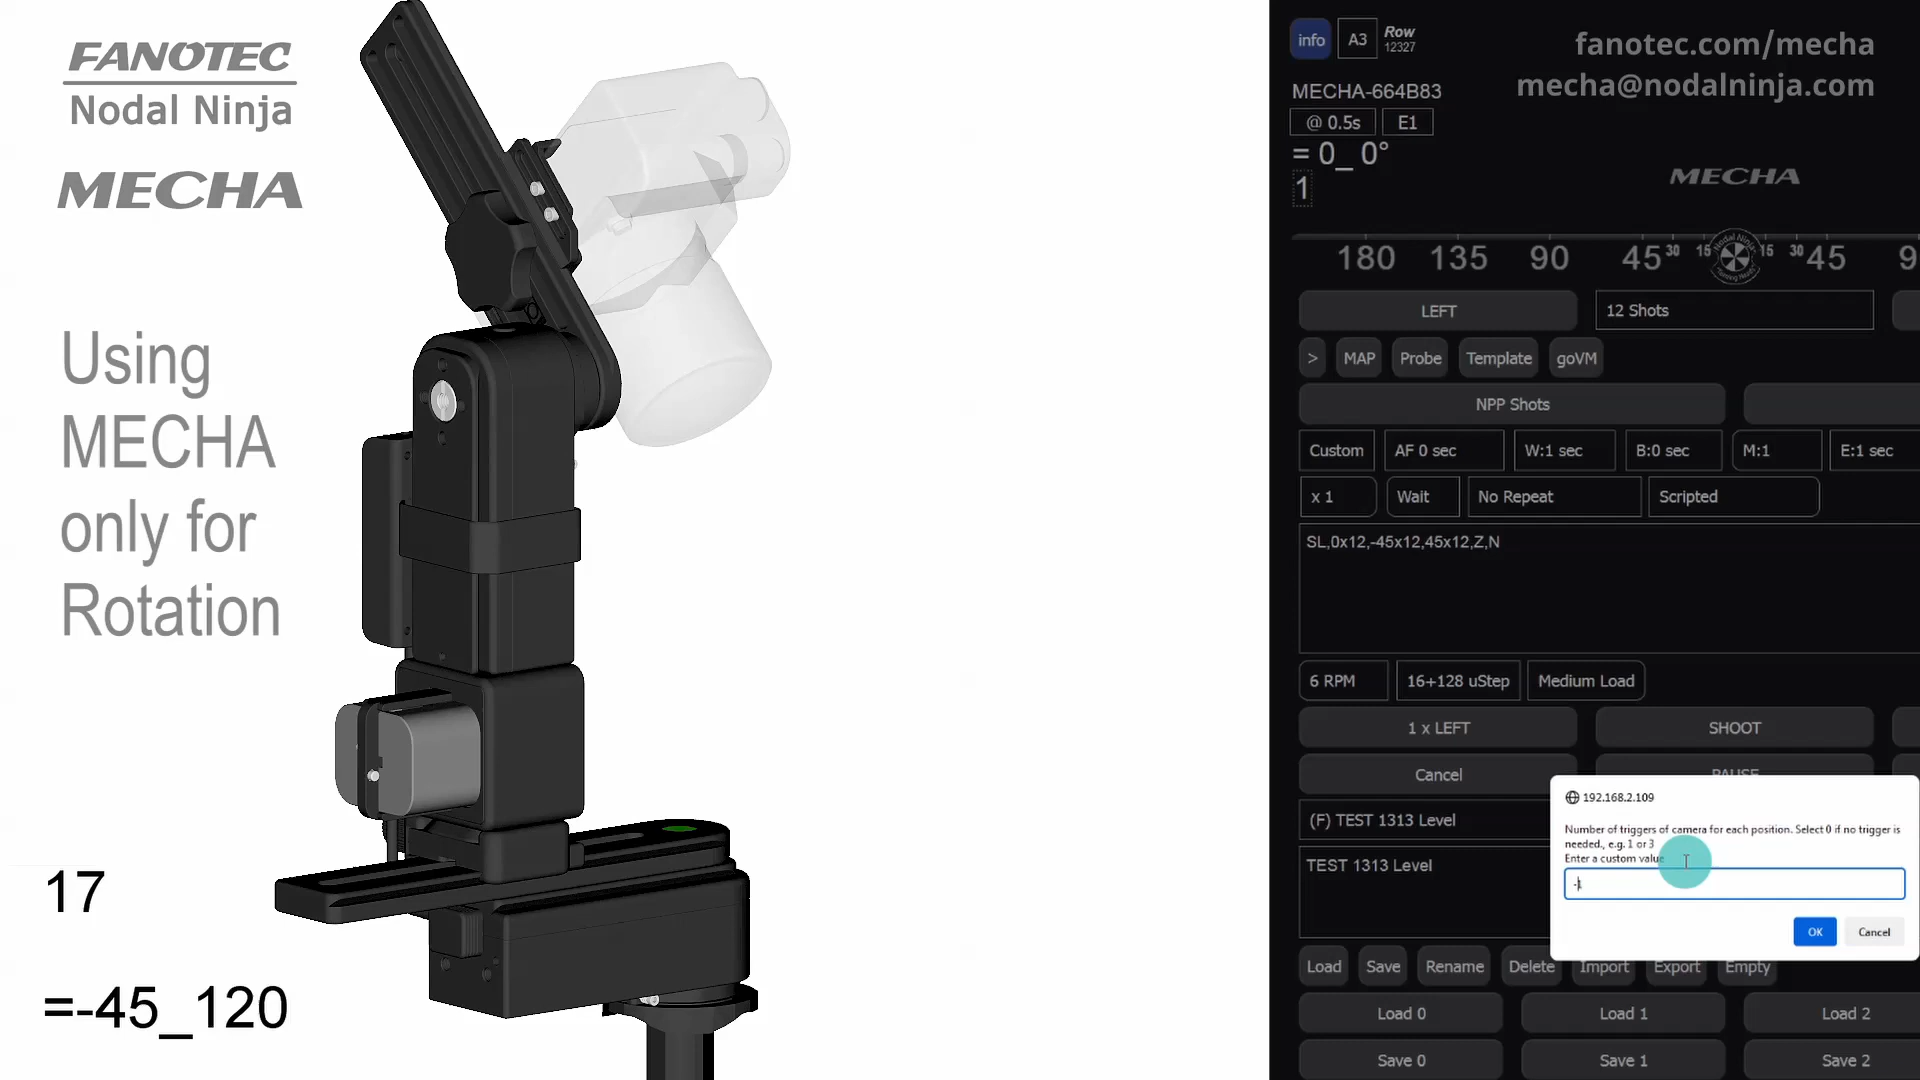 FANOTEC
Nodal Ninja
MECHA
Using
MECHA
only for
Rotation
17
=-45_120
info
A3
Row
12327
fanotec.com/mecha
mecha@nodalninja.com
MECHA-664B83
@ 0.5s
E1
= 0_ 0°
1
MECHA
180 135 90 45 30 15 15 30 45 9
LEFT
12 Shots
>
MAP
Probe
Template
goVM
NPP Shots
Custom
AF 0 sec
W:1 sec
B:0 sec
M:1
E:1 sec
x 1
Wait
No Repeat
Scripted
SL,0x12,-45x12,45x12,Z,N
6 RPM
16+128 uStep
Medium Load
1 x LEFT
SHOOT
Cancel
PAUSE
(F) TEST 1313 Level
TEST 1313 Level
192.168.2.109
Number of triggers of camera for each position. Select 0 if no trigger is
needed., e.g. 1 or 3
Enter a custom value
-1
OK
Cancel
Load
Save
Rename
Delete
Import
Export
Empty
Load 0
Load 1
Load 2
Save 0
Save 1
Save 2